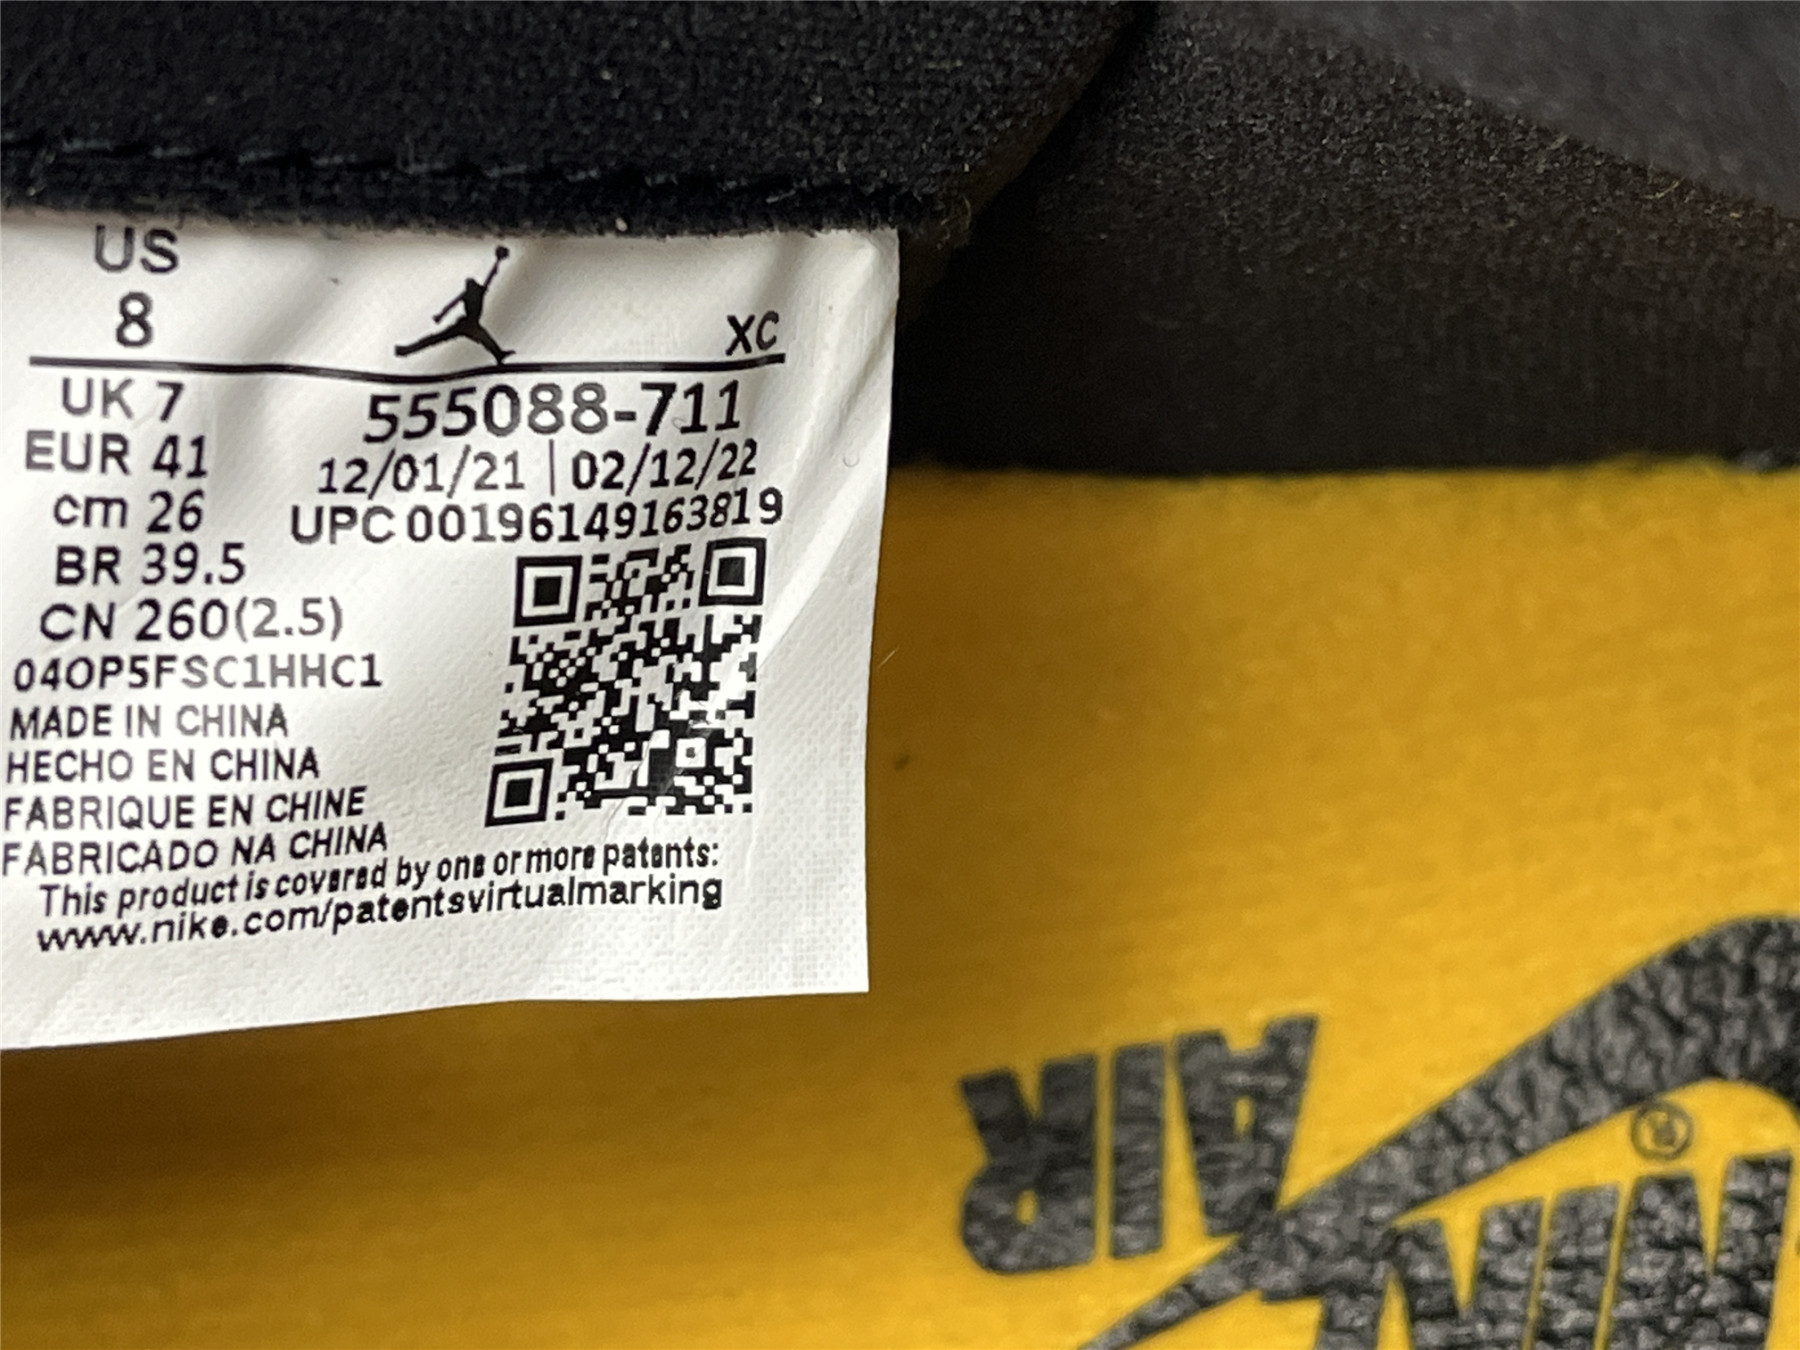 US
8
XC
UK 7
555088-711
EUR 41
12/01/21 | 02/12/22
cm 26
UPC 00196149163819
BR 39.5
CN 260(2.5)
04OP5FSC1HHC1
MADE IN CHINA
HECHO EN CHINA
FABRIQUE EN CHINE
FABRICADO NA CHINA
This product is covered by one or more patents:
www.nike.com/patentsvirtualmarking
AIR
®
NI